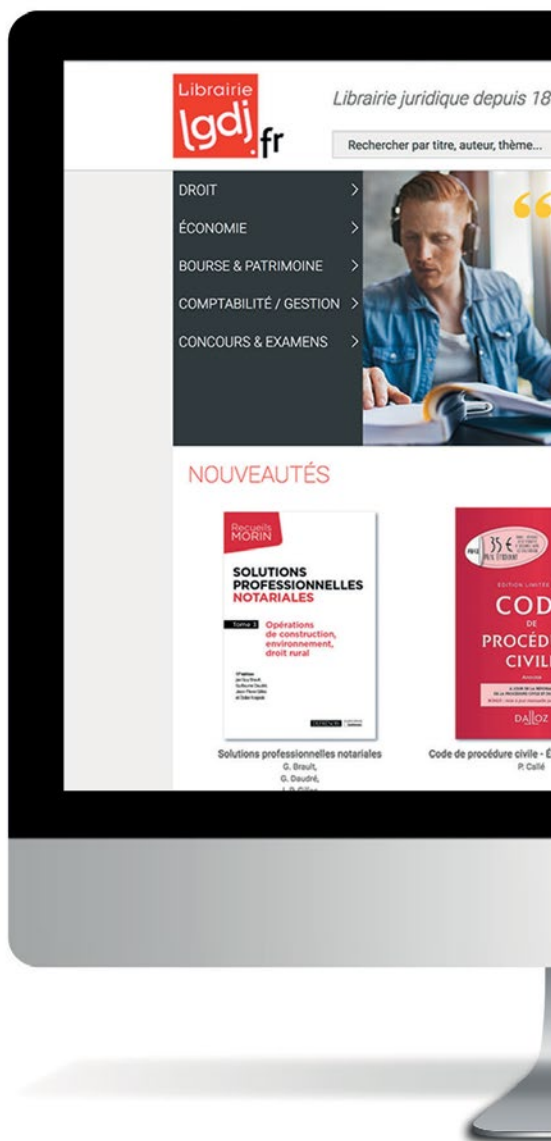 Librairie
lgdj
.fr
Librairie juridique depuis 18
Rechercher par titre, auteur, thème...
DROIT
ÉCONOMIE
BOURSE & PATRIMOINE
COMPTABILITÉ / GESTION
CONCOURS & EXAMENS
“
NOUVEAUTÉS
Recueils
MORIN
SOLUTIONS
PROFESSIONNELLES
NOTARIALES
Tome 3
Opérations
de construction,
environnement,
droit rural
35 €
ÉDITION LIMITÉE
COD
DE
PROCÉD
CIVIL
DALLOZ
Solutions professionnelles notariales
G. Brault,
G. Daudré,
Code de procédure civile - É
P. Callé